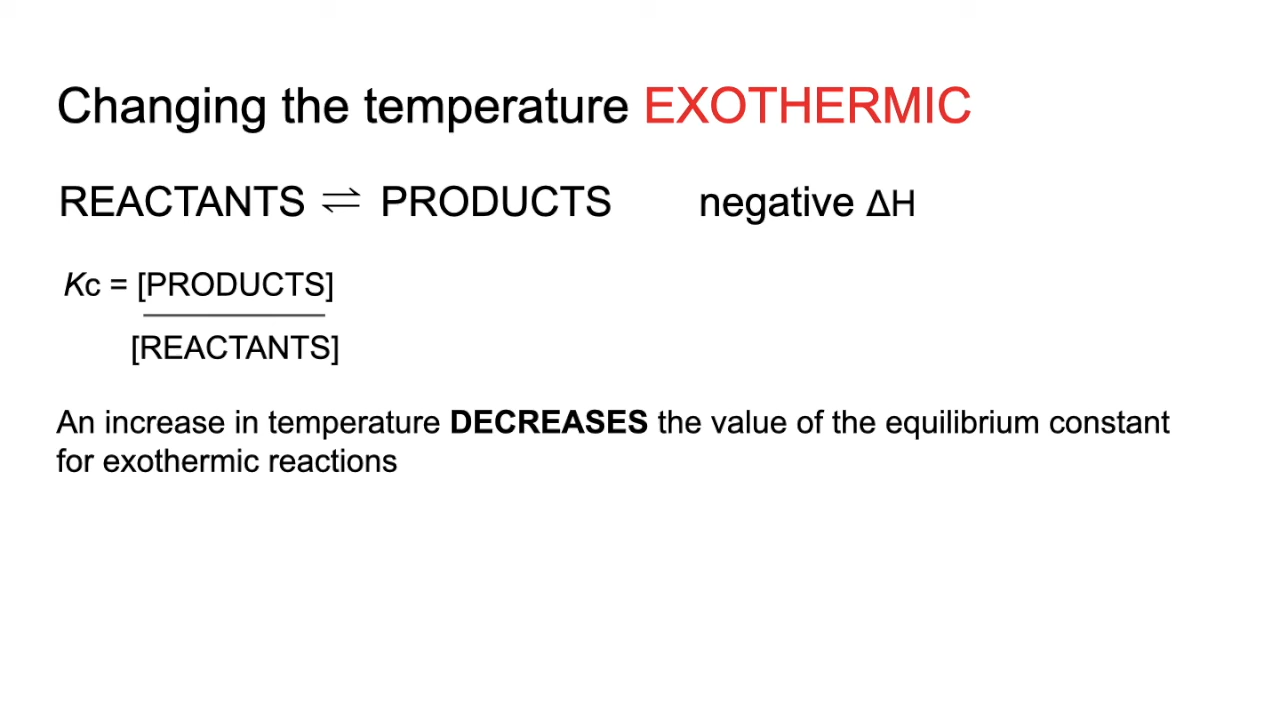 Changing the temperature EXOTHERMIC
REACTANTS ⇌ PRODUCTS negative ΔH
Kc = [PRODUCTS]
[REACTANTS]
An increase in temperature DECREASES the value of the equilibrium constant
for exothermic reactions